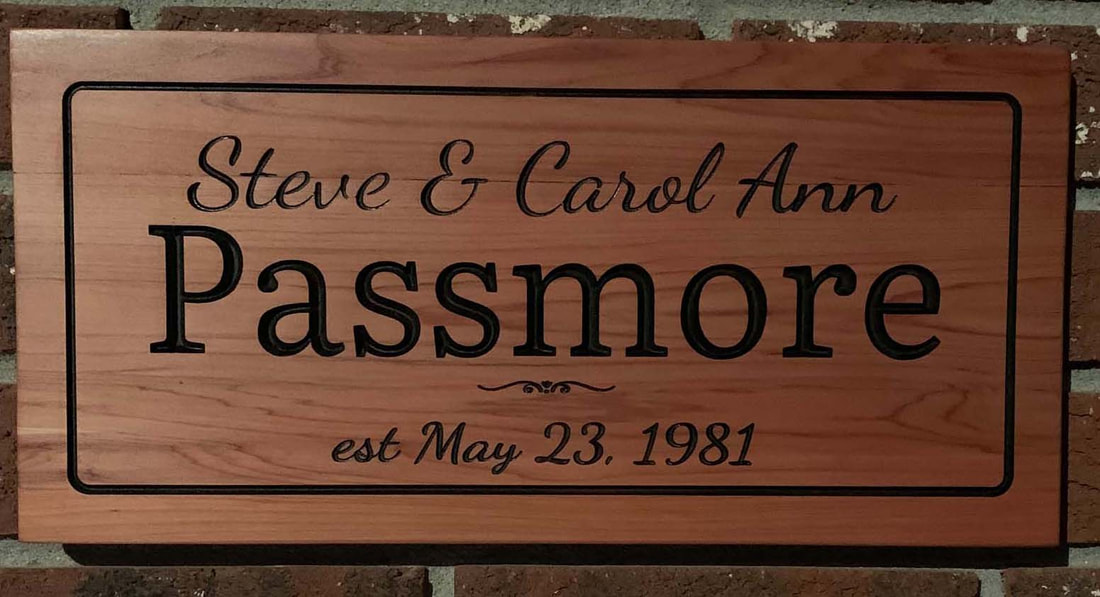 Steve & Carol Ann
Passmore
est May 23, 1981